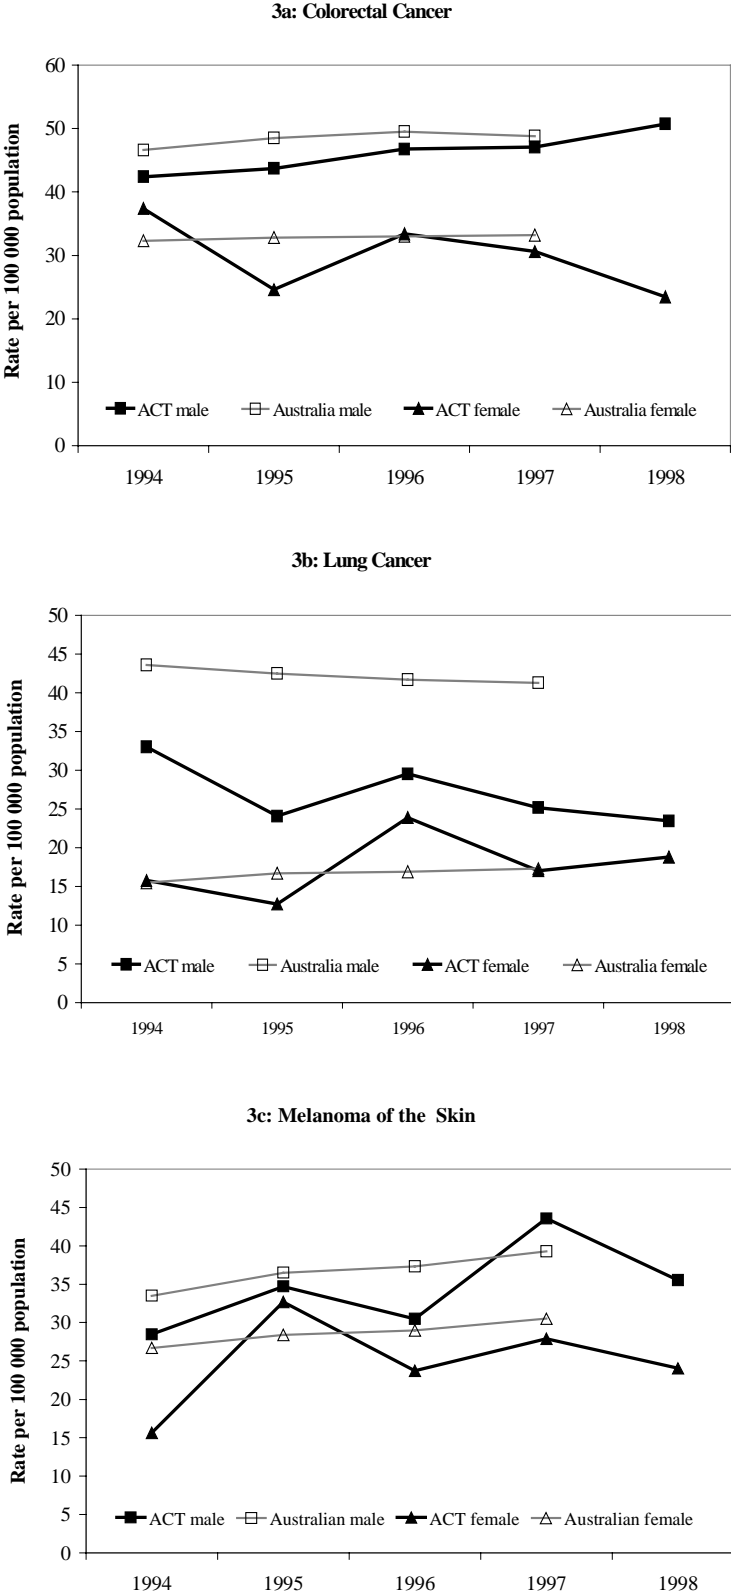 3a: Colorectal Cancer
60
50
40
30
20
10
0
Rate per 100 000 population
ACT male Australia male ACT female Australia female
1994 1995 1996 1997 1998
3b: Lung Cancer
50
45
40
35
30
25
20
15
10
5
0
Rate per 100 000 population
ACT male Australia male ACT female Australia female
1994 1995 1996 1997 1998
3c: Melanoma of the Skin
50
45
40
35
30
25
20
15
10
5
0
Rate per 100 000 population
ACT male Australian male ACT female Australian female
1994 1995 1996 1997 1998